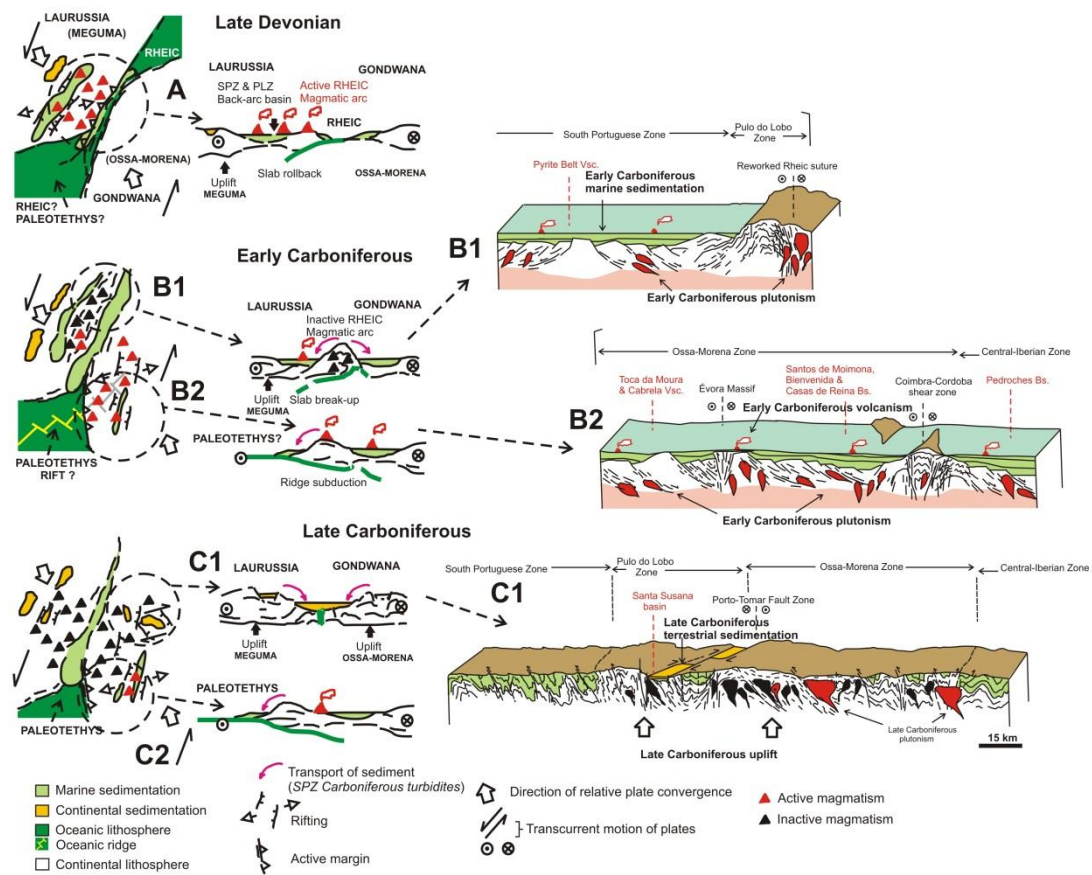 LAURUSSIA
(MEGUMA)
RHEIC
A
(OSSA-MORENA)
GONDWANA
RHEIC?
PALEOTETHYS?
Late Devonian
LAURUSSIA
GONDWANA
SPZ & PLZ
Back-arc basin
Active RHEIC
Magmatic arc
RHEIC
Uplift
MEGUMA
Slab rollback
OSSA-MORENA
South Portuguese Zone
Pulo do Lobo
Zone
Pyrite Belt Vsc.
Early Carboniferous
marine sedimentation
Reworked Rheic suture
B1
Early Carboniferous plutonism
Early Carboniferous
B1
B2
PALEOTETHYS
RIFT ?
LAURUSSIA
GONDWANA
Inactive RHEIC
Magmatic arc
Uplift
MEGUMA
Slab break-up
PALEOTETHYS?
Ridge subduction
Ossa-Morena Zone
Central-Iberian Zone
Toca da Moura
& Cabrela Vsc.
Évora Massif
Santos de Moimona,
Bienvenida &
Casas de Reina Bs.
Coimbra-Cordoba
shear zone
Pedroches Bs.
Early Carboniferous volcanism
B2
Early Carboniferous plutonism
Late Carboniferous
C1
LAURUSSIA
GONDWANA
Uplift
MEGUMA
Uplift
OSSA-MORENA
PALEOTETHYS
PALEOTETHYS
C2
C1
South Portuguese Zone
Pulo do Lobo
Zone
Ossa-Morena Zone
Central-Iberian Zone
Santa Susana
basin
Porto-Tomar Fault Zone
Late Carboniferous
terrestrial sedimentation
Late Carboniferous
plutonism
Late Carboniferous uplift
15 km
Marine sedimentation
Continental sedimentation
Oceanic lithosphere
Oceanic ridge
Continental lithosphere
Transport of sediment
(SPZ Carboniferous turbidites)
Rifting
Active margin
Direction of relative plate convergence
Transcurrent motion of plates
Active magmatism
Inactive magmatism